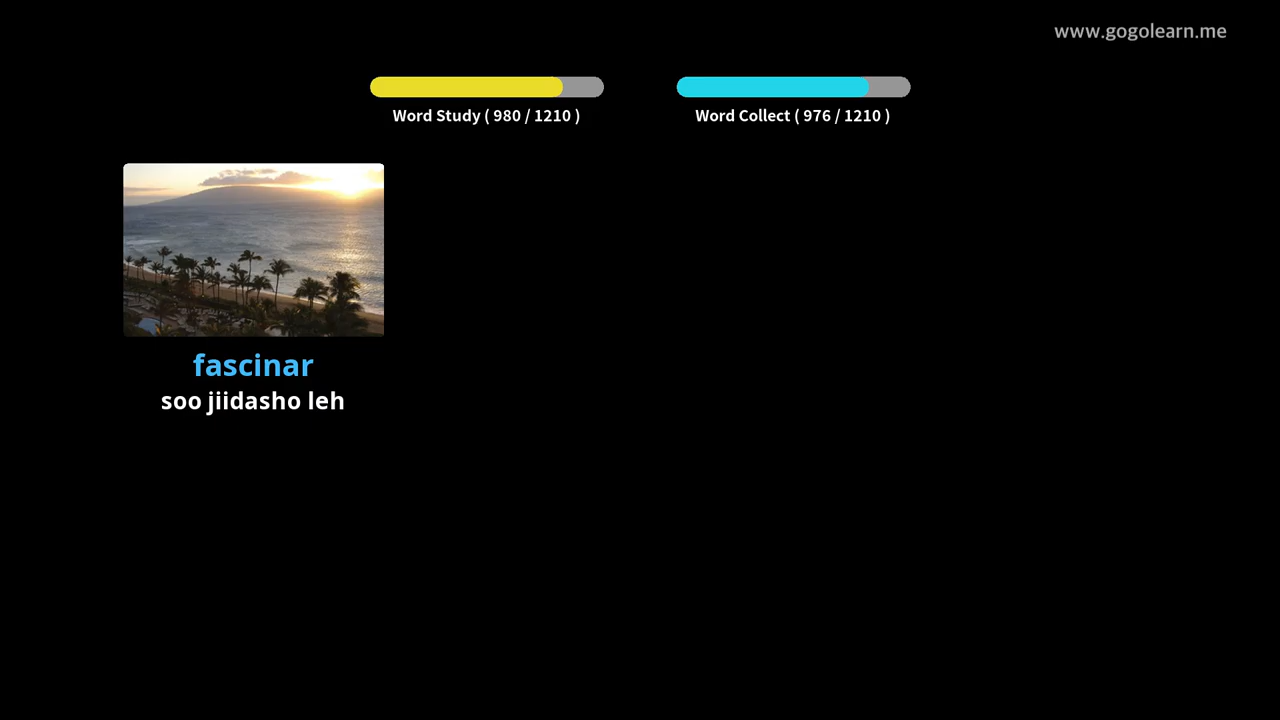 www.gogolearn.me
Word Study ( 980 / 1210 )
Word Collect ( 976 / 1210 )
fascinar
soo jiidasho leh